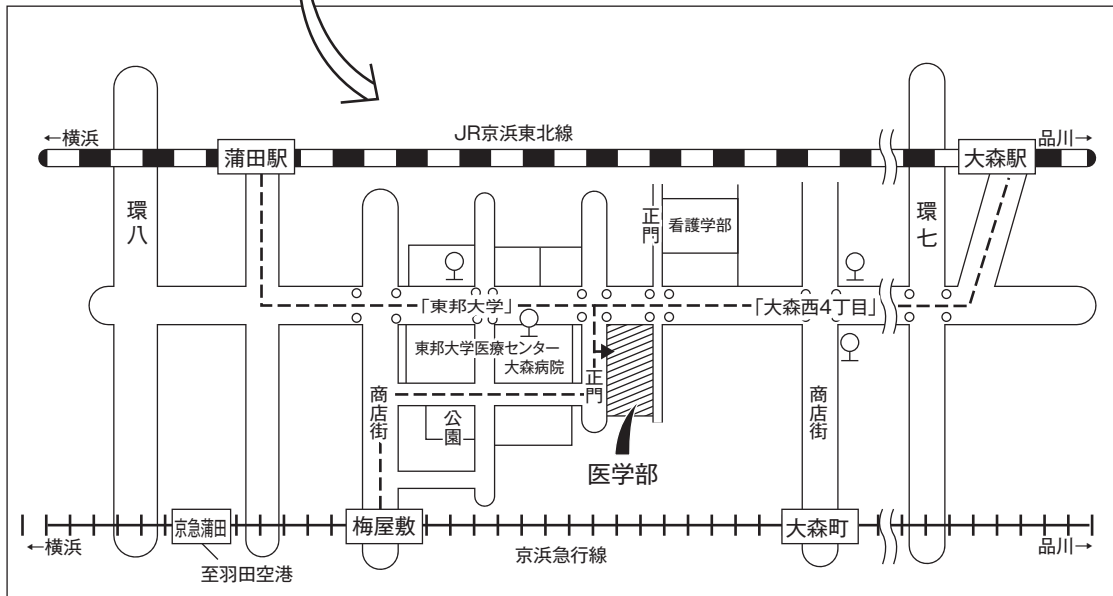 JR京浜東北線
←横浜
品川→
蒲田駅
大森駅
環八
正門
看護学部
環七
「東邦大学」
「大森西4丁目」
東邦大学医療センター
大森病院
正門
商店街
公園
商店街
医学部
京急蒲田
梅屋敷
大森町
←横浜
京浜急行線
品川→
至羽田空港